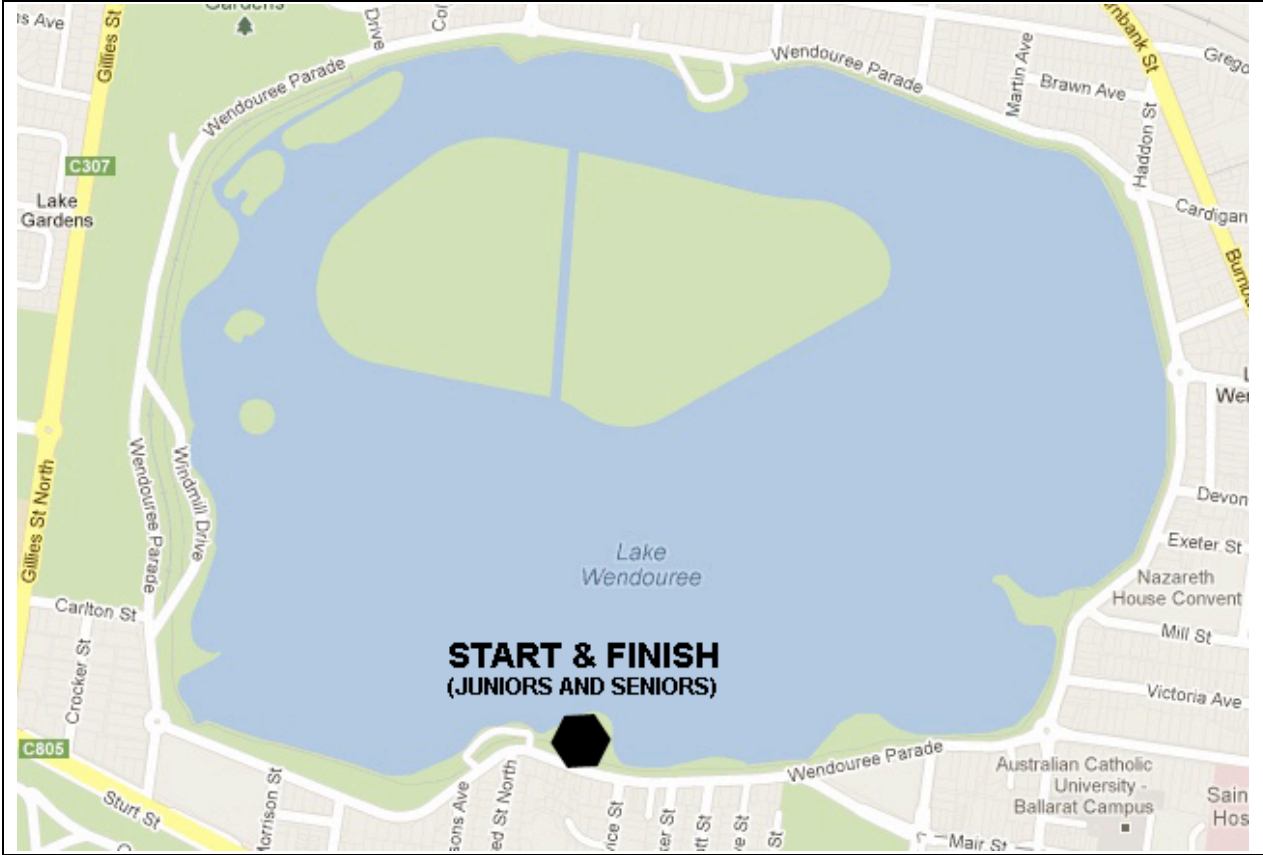 Gardens
Gillies St
Drive
Wendouree Parade
Wendouree Parade
Martin Ave
Brawn Ave
Haddon St
C307
Lake
Gardens
Cardigan
Wendouree Parade
Windmill Drive
Gillies St North
Lake
Wendouree
Devon
Exeter St
Nazareth
House Convent
Mill St
Carlton St
Crocker St
START & FINISH
(JUNIORS AND SENIORS)
Victoria Ave
C805
Sturt St
Wendouree Parade
Australian Catholic
University -
Ballarat Campus
Mair St